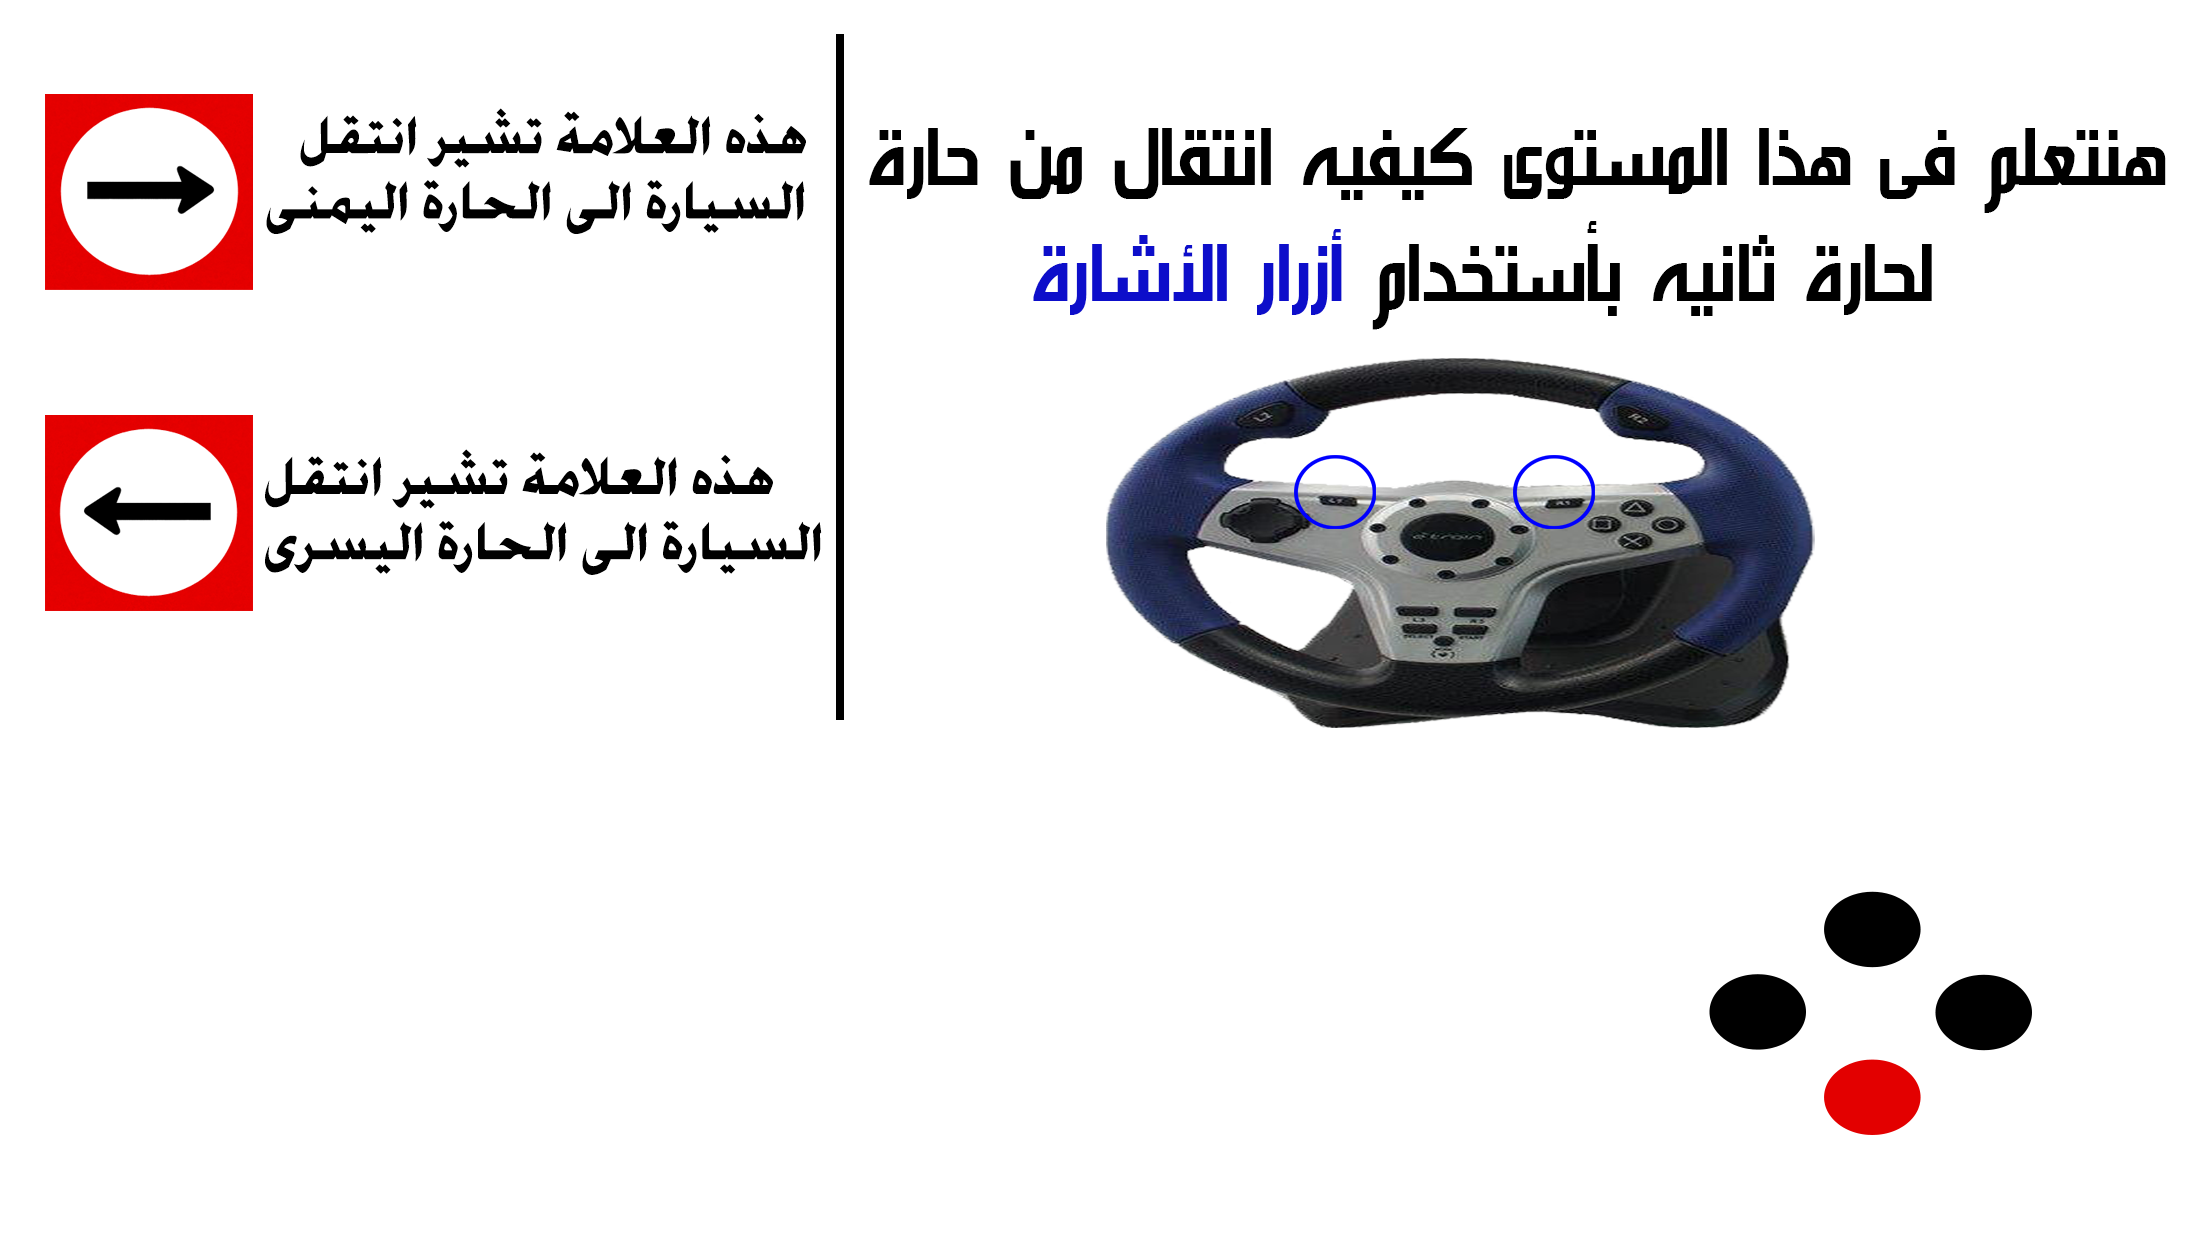 هنتعلم فى هذا المستوى كيفيه انتقال من حارة
لحارة ثانيه بأستخدام أزرار الأشارة
هذه العلامة تشير انتقل
السيارة الى الحارة اليمنى
هذه العلامة تشير انتقل
السيارة الى الحارة اليسرى
R2